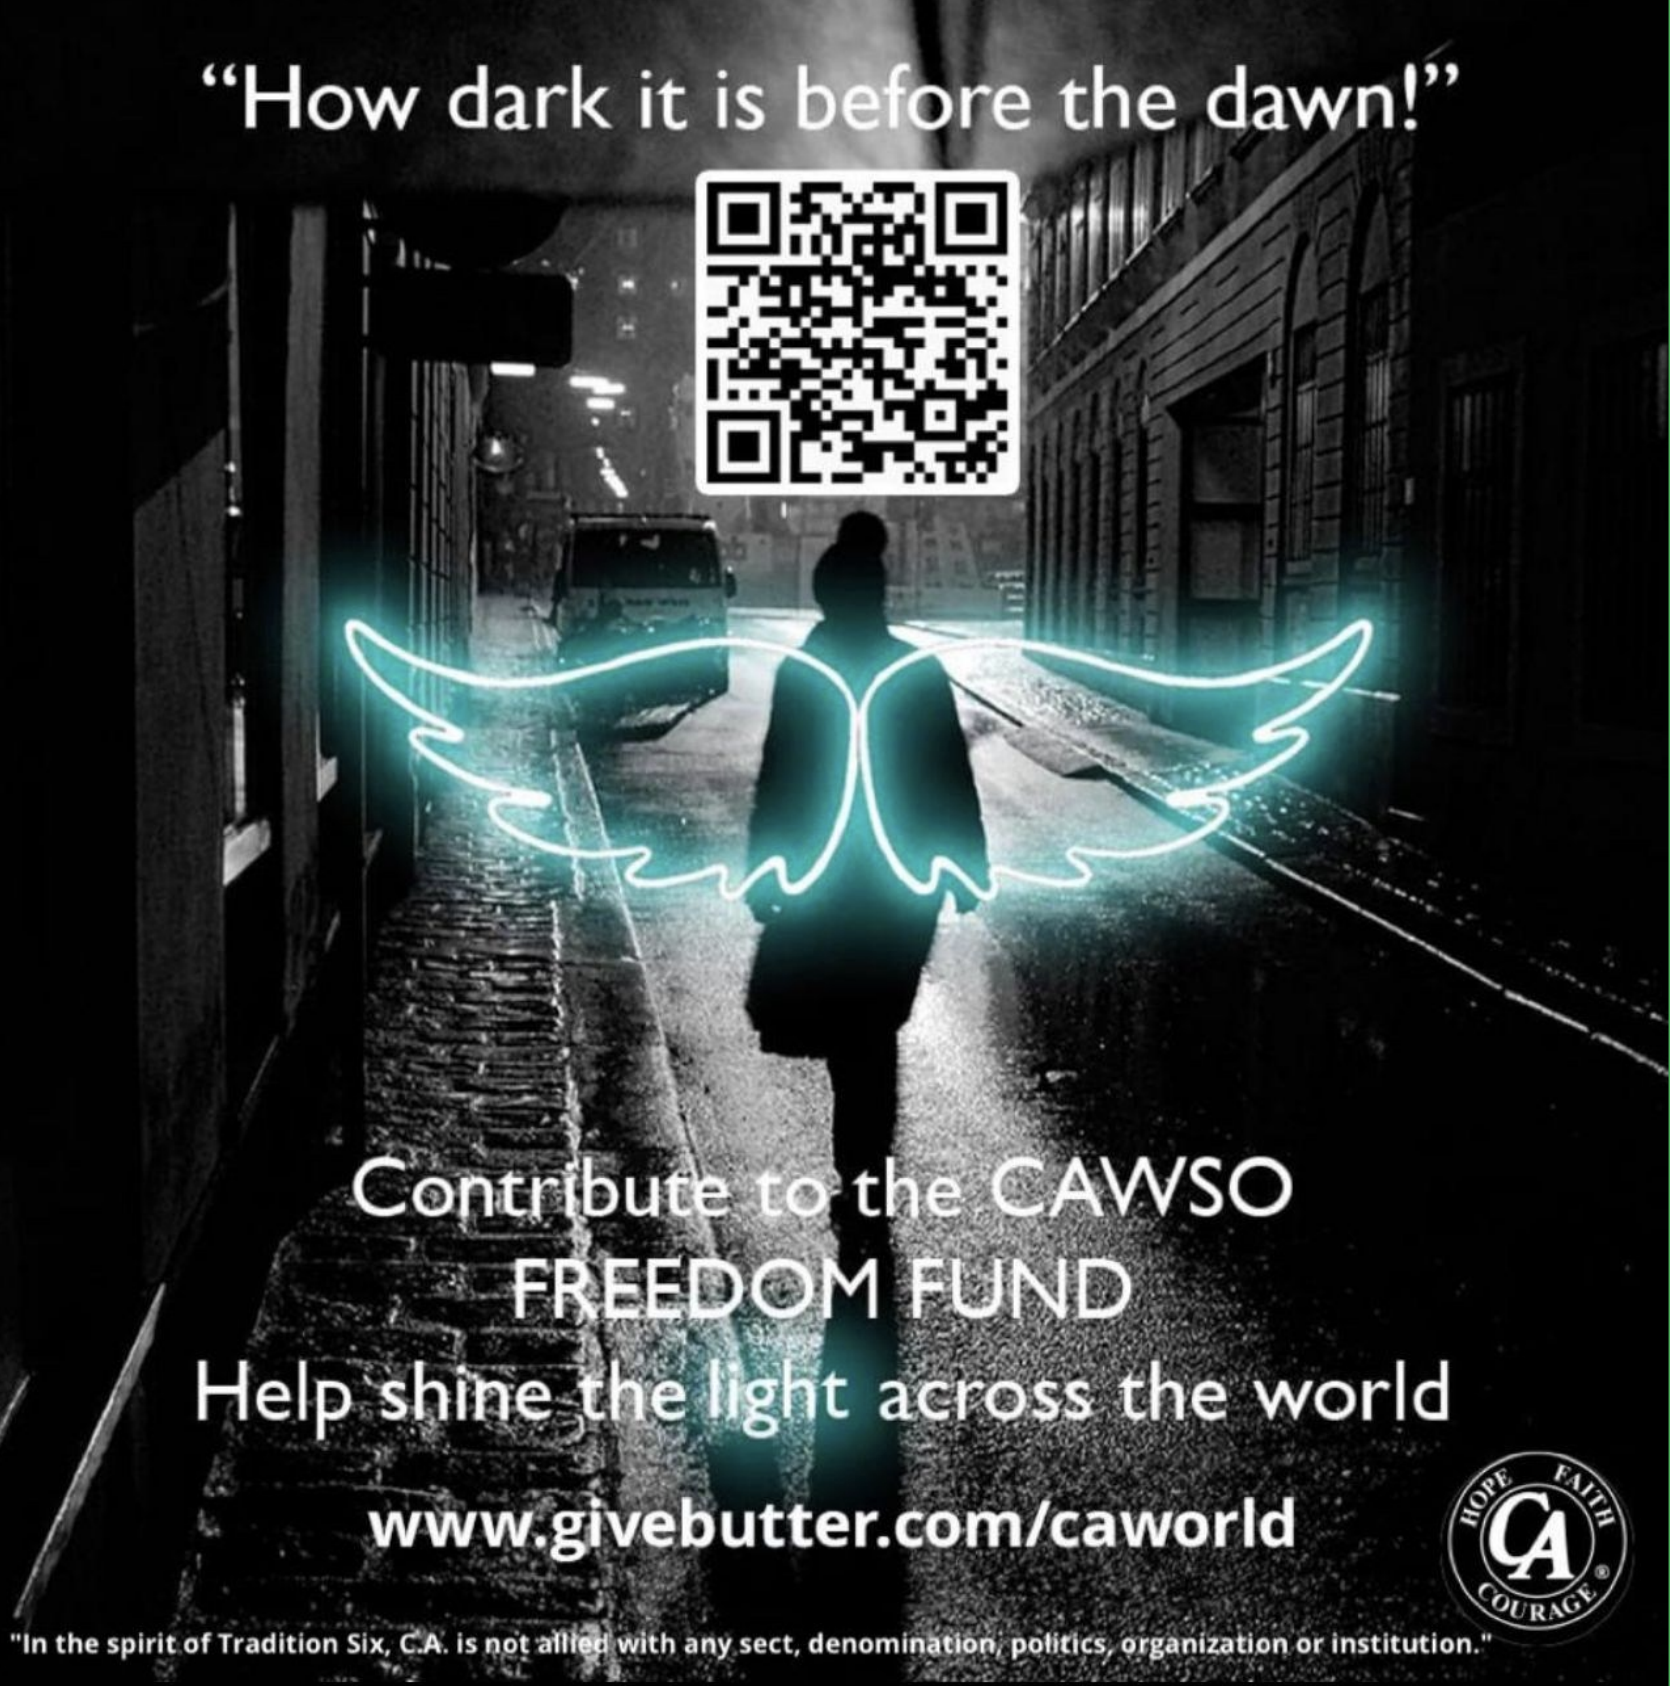 “How dark it is before the dawn!”
Contribute to the CAWSO
FREEDOM FUND
Help shine the light across the world
www.givebutter.com/caworld
HOPE FAITH
CA
COURAGE ®
"In the spirit of Tradition Six, C.A. is not allied with any sect, denomination, politics, organization or institution."